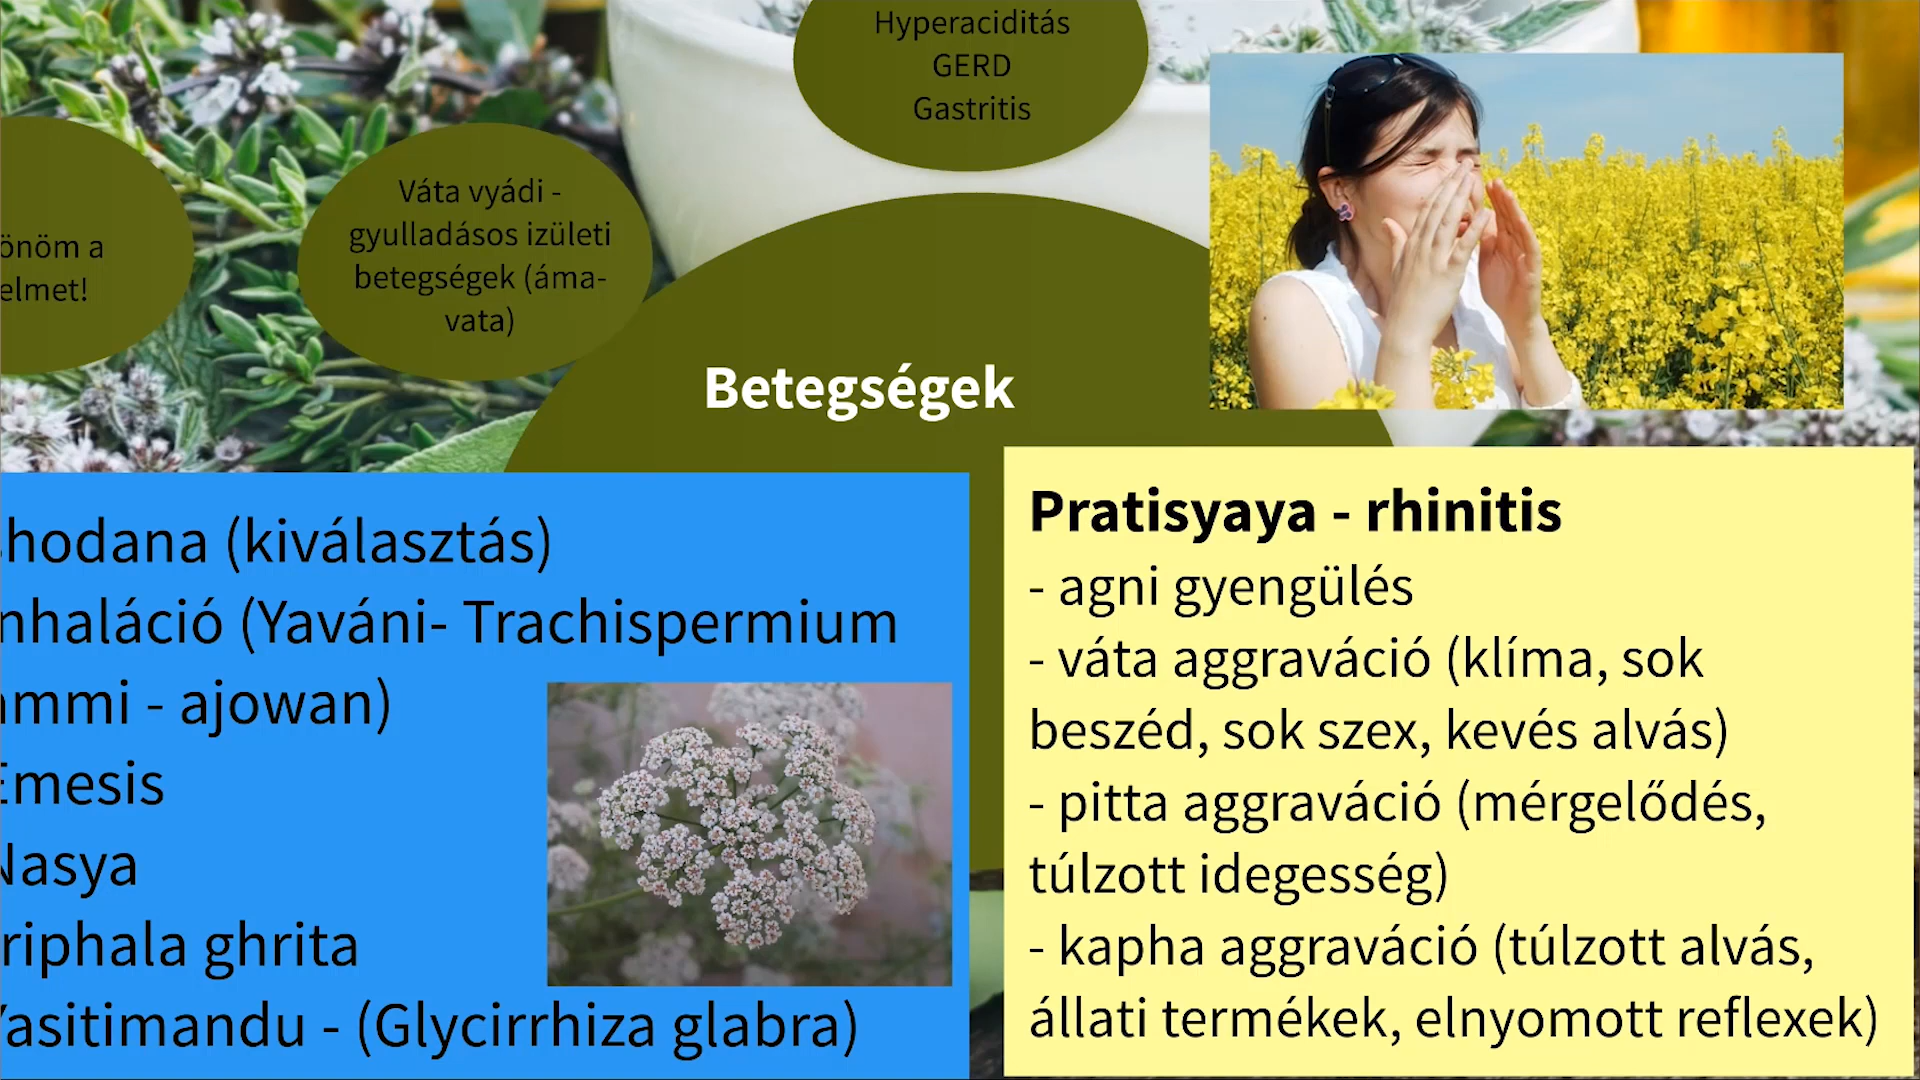 Hyperaciditás
GERD
Gastritis
Váta vyádi -
gyulladásos izületi
betegségek (áma-
vata)
önöm a
elmet!
Betegségek
hodana (kiválasztás)
nhaláció (Yaváni- Trachispermium
ammi - ajowan)
Emesis
Nasya
riphala ghrita
Yasitimandu - (Glycirrhiza glabra)
Pratisyaya - rhinitis
- agni gyengülés
- váta aggraváció (klíma, sok
beszéd, sok szex, kevés alvás)
- pitta aggraváció (mérgelődés,
túlzott idegesség)
- kapha aggraváció (túlzott alvás,
állati termékek, elnyomott reflexek)